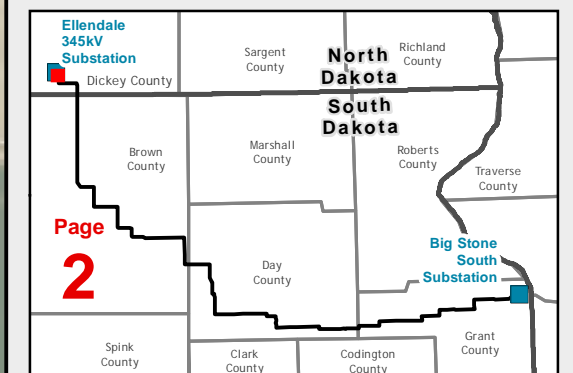 Ellendale
345kV
Substation
Dickey County
Sargent
County
North
Dakota
Richland
County
South
Dakota
Brown
County
Marshall
County
Roberts
County
Traverse
County
Page
2
Day
County
Big Stone
South
Substation
Grant
County
Spink
County
Clark
County
Codington
County